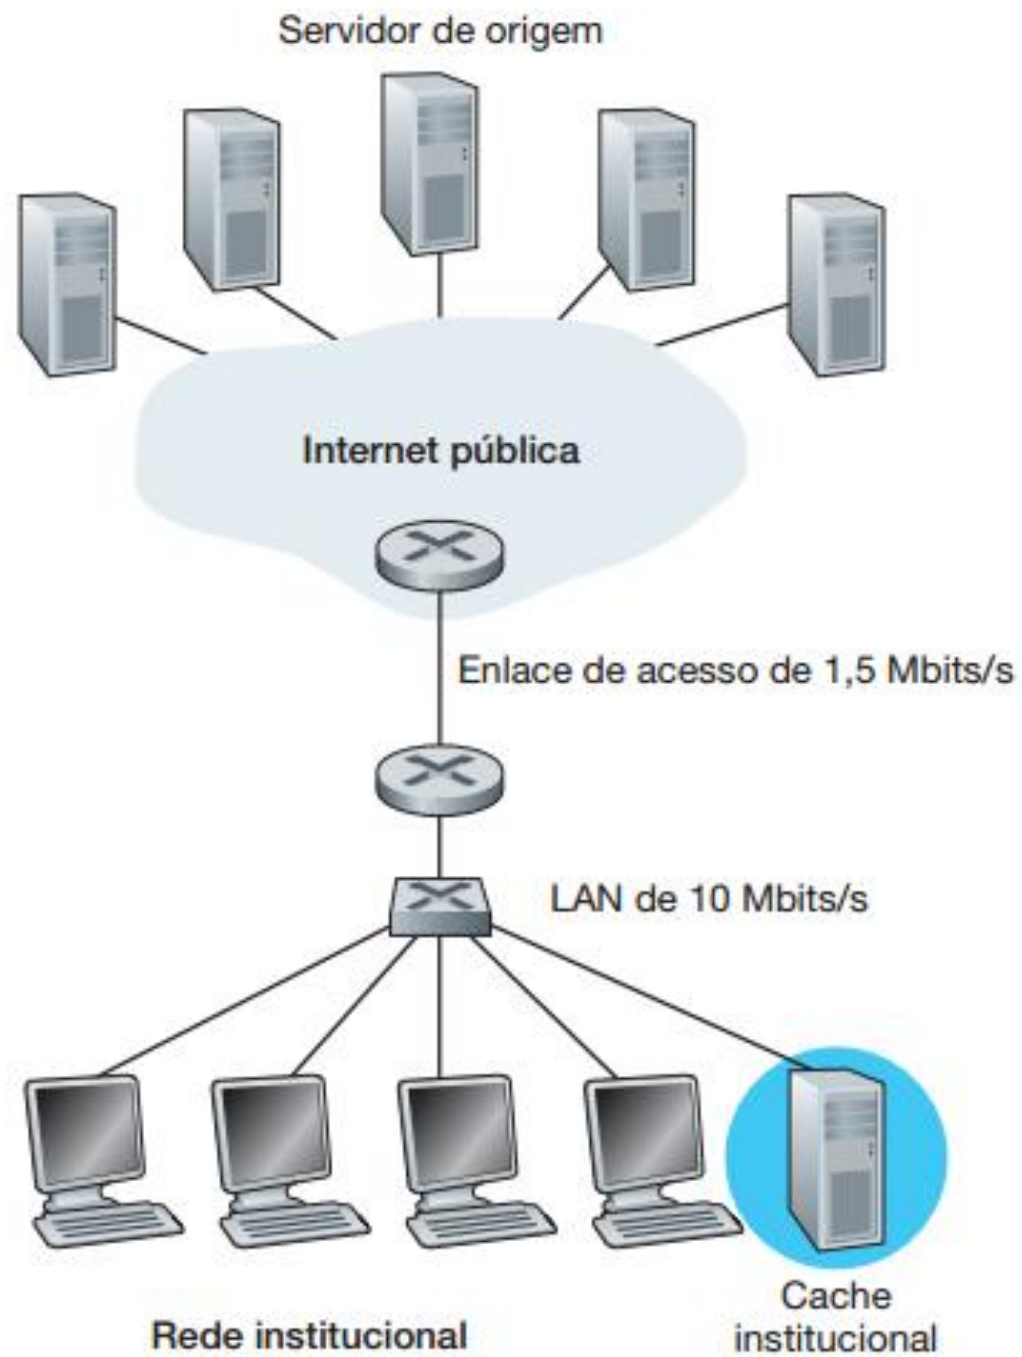 Servidor de origem
Internet pública
Enlace de acesso de 1,5 Mbits/s
LAN de 10 Mbits/s
Rede institucional
Cache
institucional